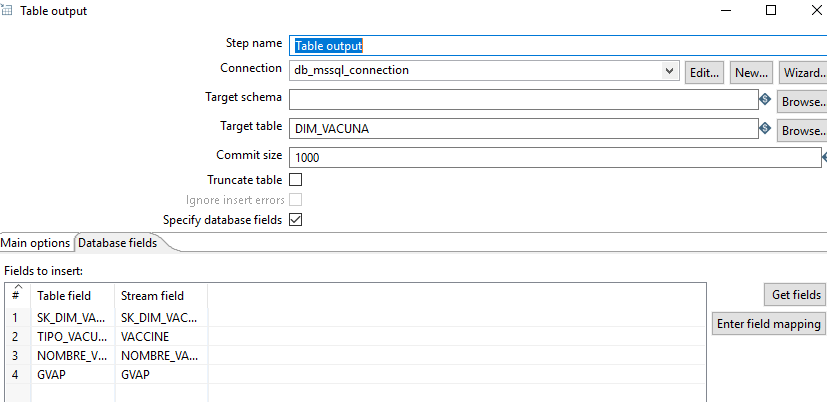 Table output
Step name Table output
Connection db_mssql_connection Edit... New... Wizard...
Target schema Browse...
Target table DIM_VACUNA Browse...
Commit size 1000
Truncate table
Ignore insert errors
Specify database fields
Main options Database fields
Fields to insert:
# Table field Stream field
Get fields
1 SK_DIM_VA... SK_DIM_VAC...
Enter field mapping
2 TIPO_VACU... VACCINE
3 NOMBRE_V... NOMBRE_VA...
4 GVAP GVAP